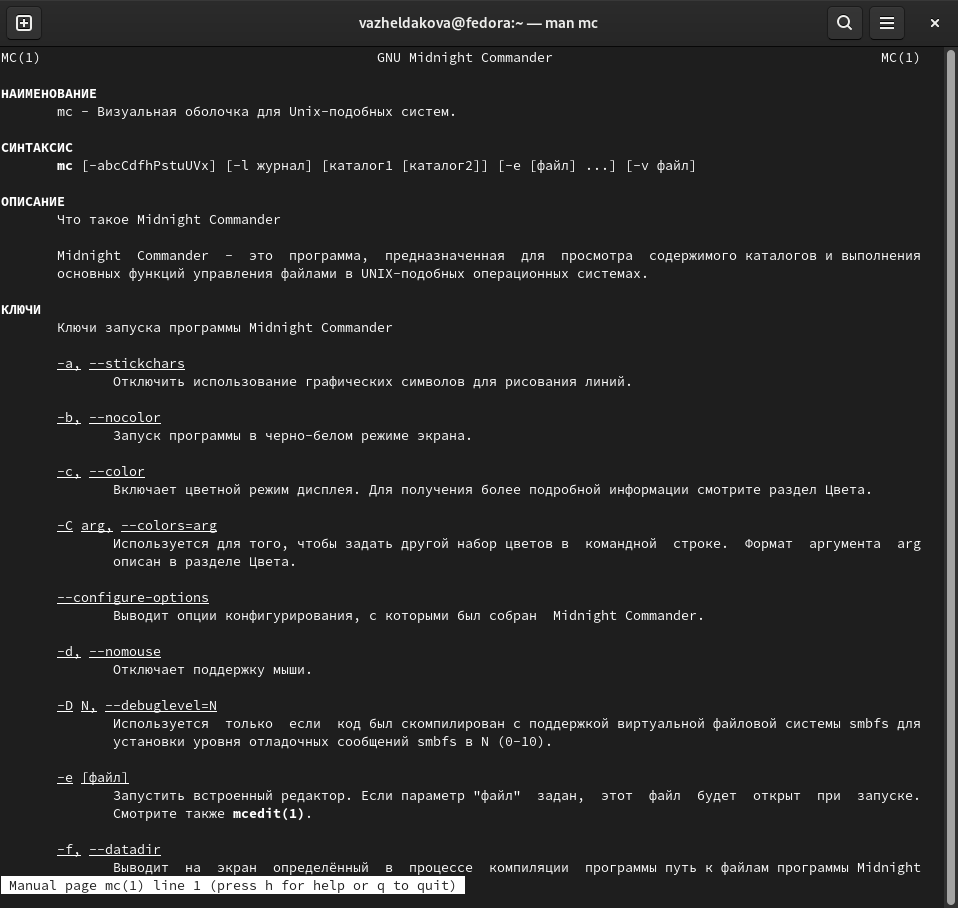 vazheldakova@fedora:~ — man mc
MC(1) GNU Midnight Commander MC(1)
НАИМЕНОВАНИЕ
mc - Визуальная оболочка для Unix-подобных систем.
СИНТАКСИС
mc [-abcCdfhPstuUVx] [-l журнал] [каталог1 [каталог2]] [-e [файл] ...] [-v файл]
ОПИСАНИЕ
Что такое Midnight Commander
Midnight Commander - это программа, предназначенная для просмотра содержимого каталогов и выполнения
основных функций управления файлами в UNIX-подобных операционных системах.
КЛЮЧИ
Ключи запуска программы Midnight Commander
-a, --stickchars
Отключить использование графических символов для рисования линий.
-b, --nocolor
Запуск программы в черно-белом режиме экрана.
-c, --color
Включает цветной режим дисплея. Для получения более подробной информации смотрите раздел Цвета.
-C arg, --colors=arg
Используется для того, чтобы задать другой набор цветов в командной строке. Формат аргумента arg
описан в разделе Цвета.
--configure-options
Выводит опции конфигурирования, с которыми был собран Midnight Commander.
-d, --nomouse
Отключает поддержку мыши.
-D N, --debuglevel=N
Используется только если код был скомпилирован с поддержкой виртуальной файловой системы smbfs для
установки уровня отладочных сообщений smbfs в N (0-10).
-e [файл]
Запустить встроенный редактор. Если параметр "файл" задан, этот файл будет открыт при запуске.
Смотрите также mcedit(1).
-f, --datadir
Выводит на экран определённый в процессе компиляции программы путь к файлам программы Midnight
Manual page mc(1) line 1 (press h for help or q to quit)